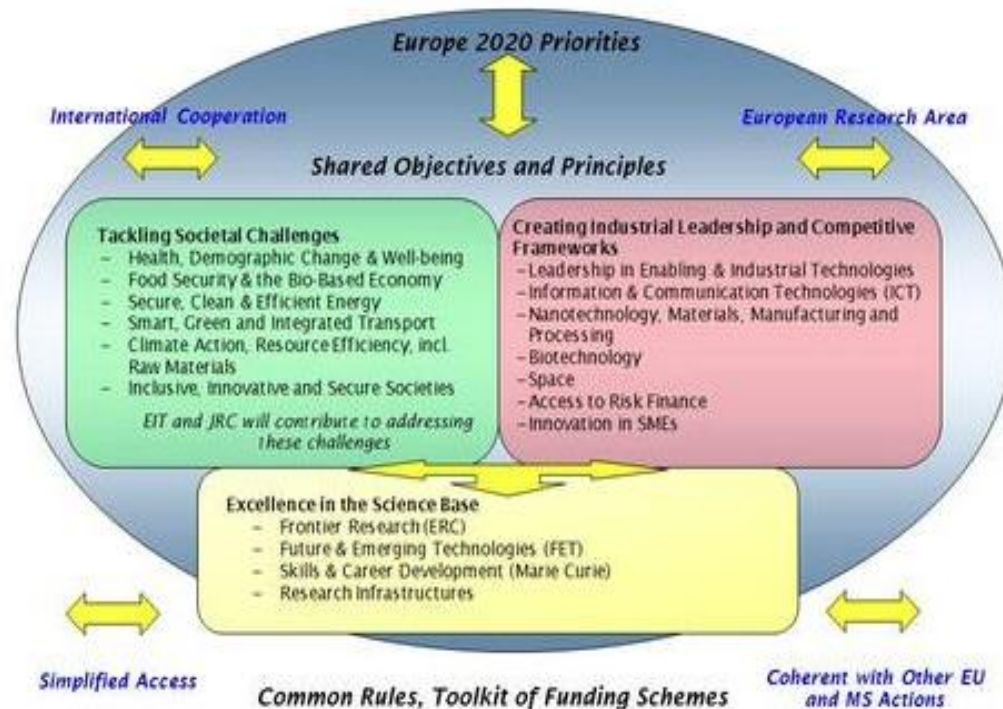 Europe 2020 Priorities
International Cooperation
European Research Area
Shared Objectives and Principles
Tackling Societal Challenges
– Health, Demographic Change & Well-being
– Food Security & the Bio-Based Economy
– Secure, Clean & Efficient Energy
– Smart, Green and Integrated Transport
– Climate Action, Resource Efficiency, incl.
Raw Materials
– Inclusive, Innovative and Secure Societies
EIT and JRC will contribute to addressing
these challenges
Creating Industrial Leadership and Competitive
Frameworks
– Leadership in Enabling & Industrial Technologies
– Information & Communication Technologies (ICT)
– Nanotechnology, Materials, Manufacturing and
Processing
– Biotechnology
– Space
– Access to Risk Finance
– Innovation in SMEs
Excellence in the Science Base
– Frontier Research (ERC)
– Future & Emerging Technologies (FET)
– Skills & Career Development (Marie Curie)
– Research Infrastructures
Simplified Access
Common Rules, Toolkit of Funding Schemes
Coherent with Other EU
and MS Actions